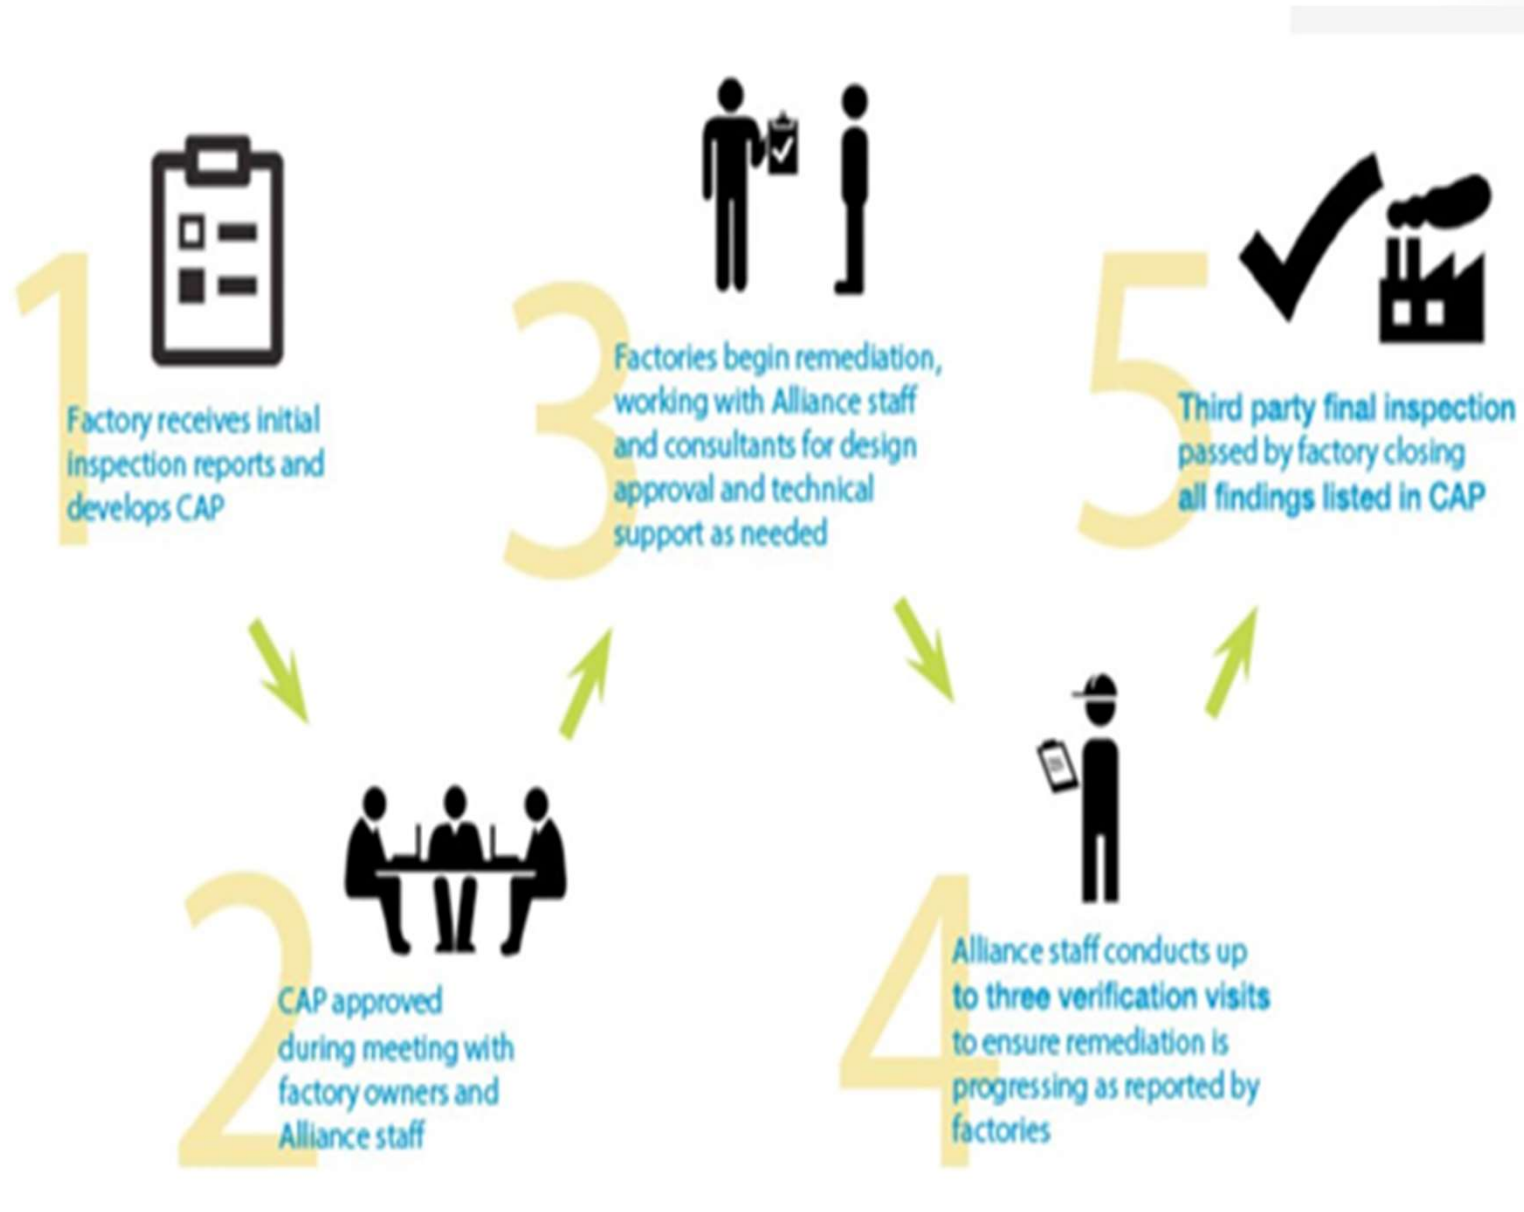 1
Factory receives initial
inspection reports and
develops CAP
2
CAP approved
during meeting with
factory owners and
Alliance staff
3
Factories begin remediation,
working with Alliance staff
and consultants for design
approval and technical
support as needed
4
Alliance staff conducts up
to three verification visits
to ensure remediation is
progressing as reported by
factories
5
Third party final inspection
passed by factory closing
all findings listed in CAP